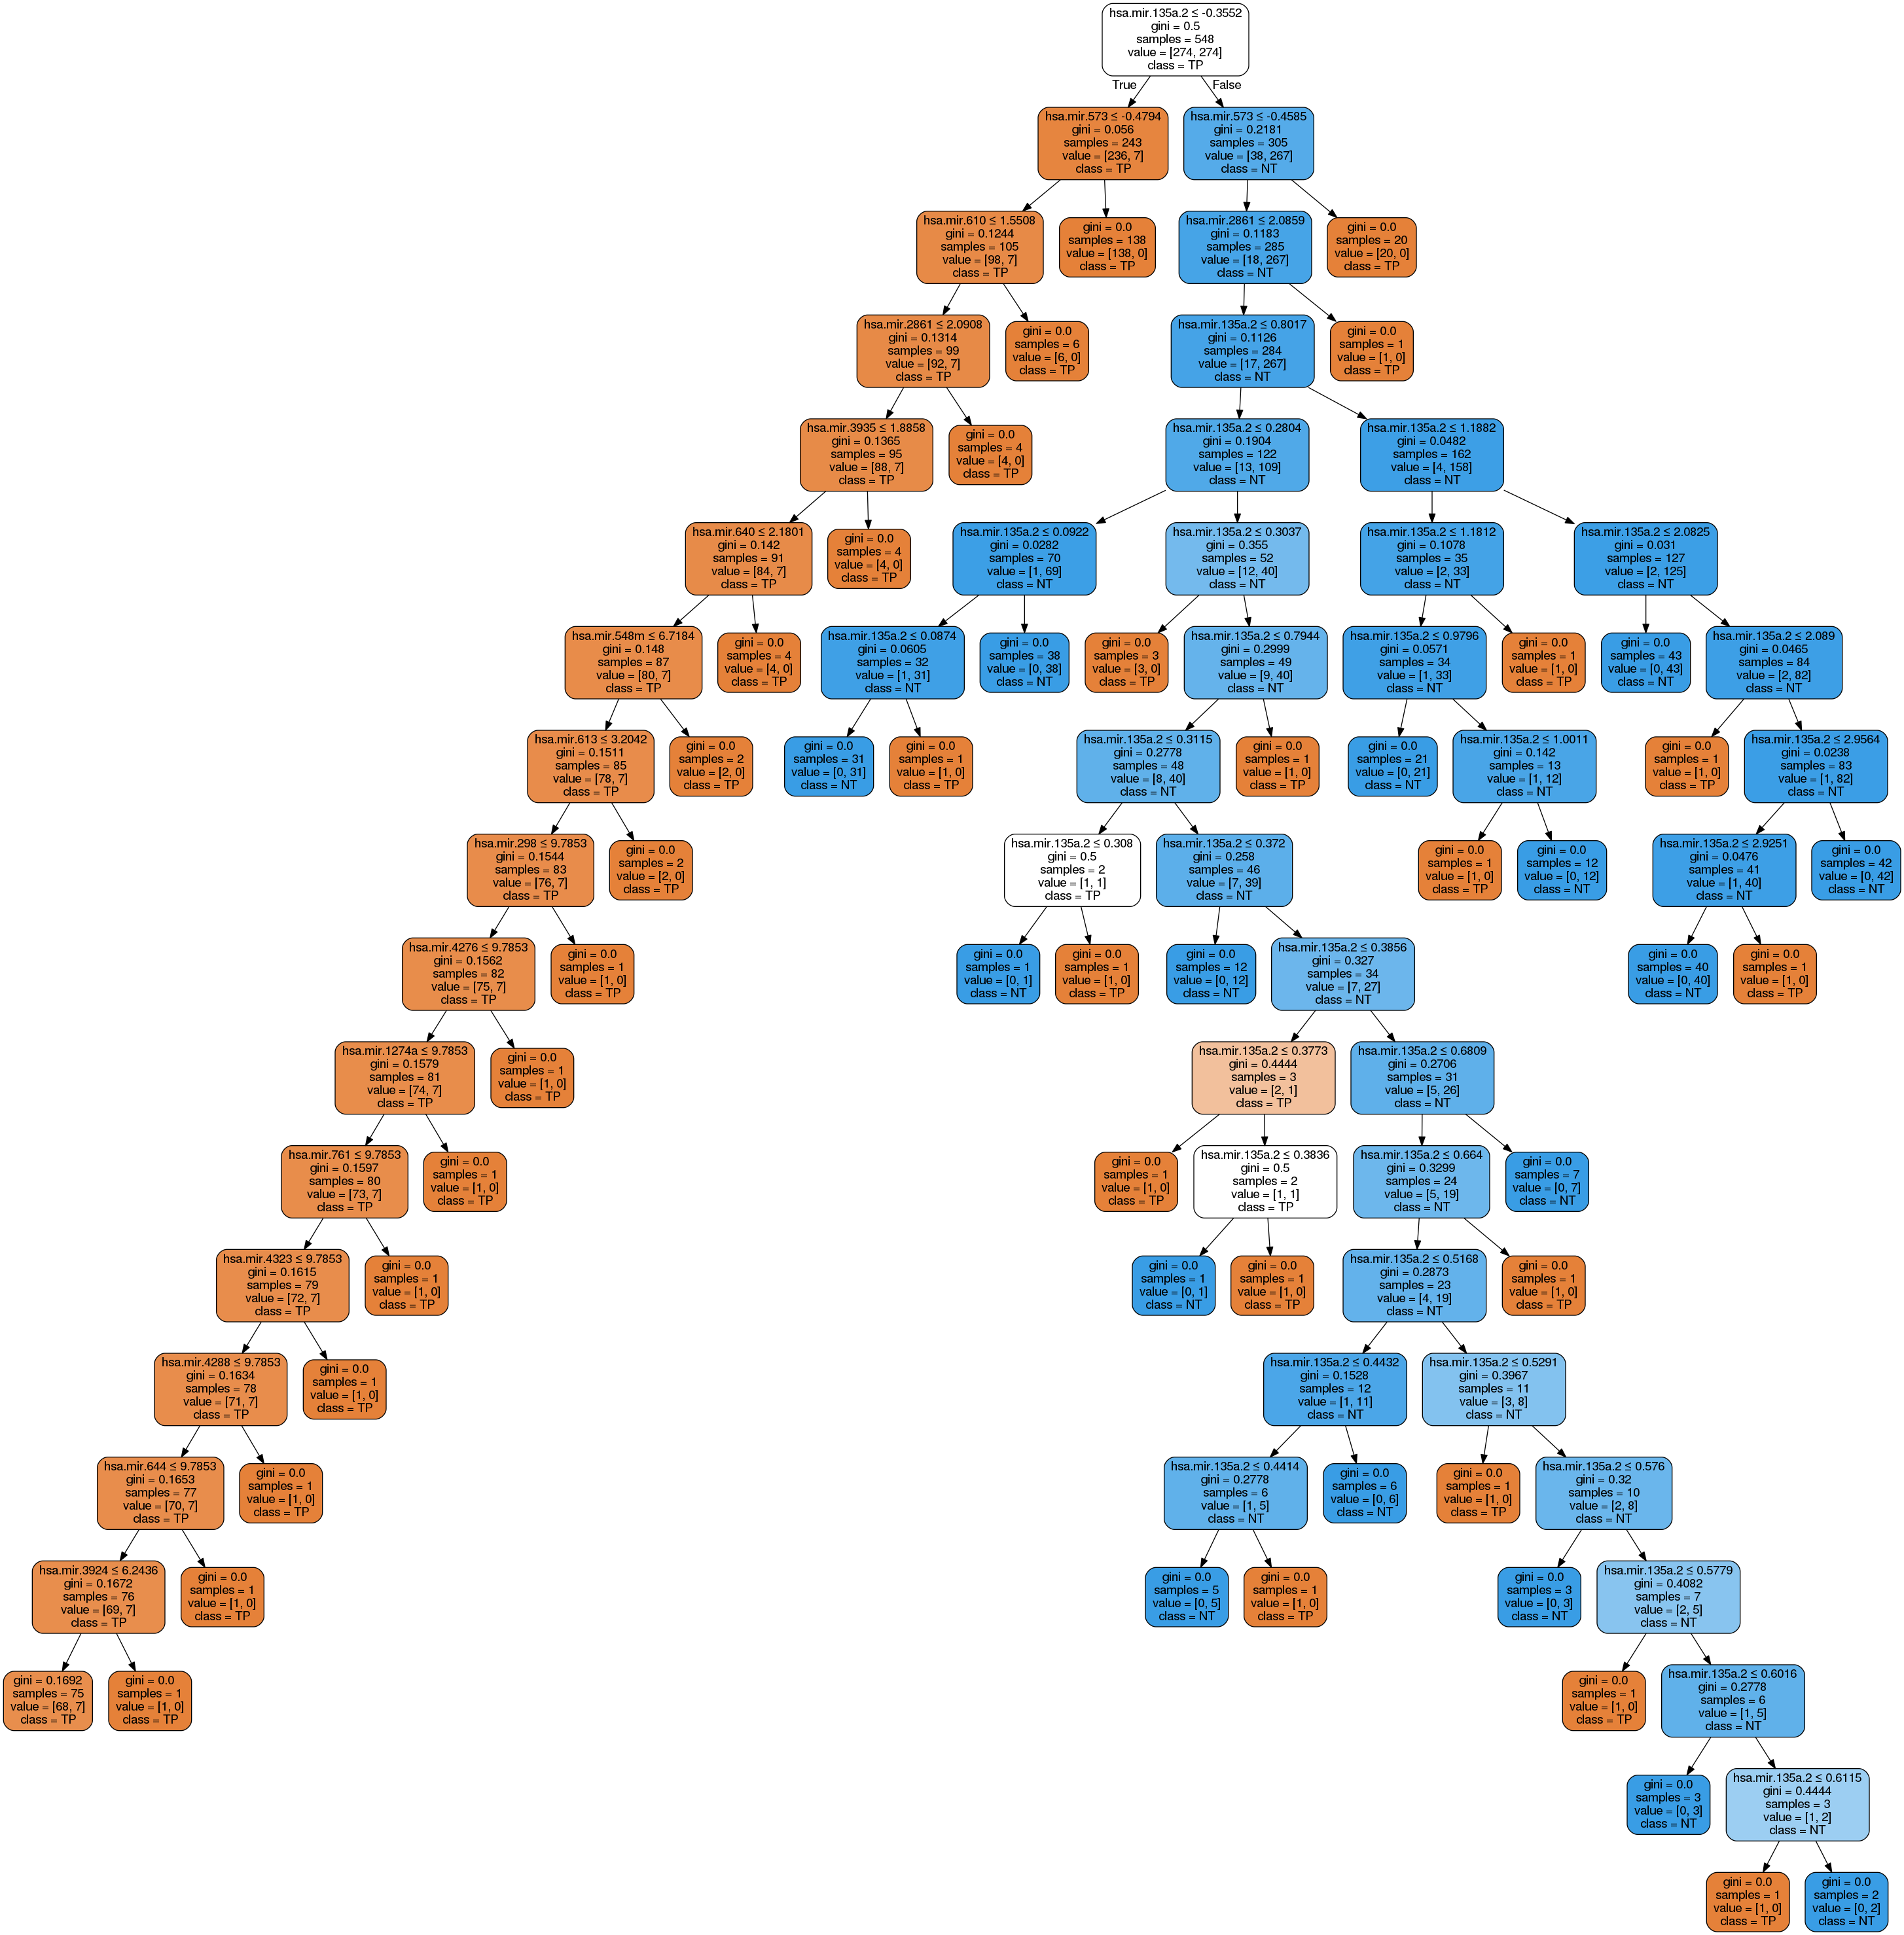 hsa.mir.135a.2 ≤ -0.3552
gini = 0.5
samples = 548
value = [274, 274]
class = TP
True
False
hsa.mir.573 ≤ -0.4794
gini = 0.056
samples = 243
value = [236, 7]
class = TP
hsa.mir.573 ≤ -0.4585
gini = 0.2181
samples = 305
value = [38, 267]
class = NT
hsa.mir.610 ≤ 1.5508
gini = 0.1244
samples = 105
value = [98, 7]
class = TP
gini = 0.0
samples = 138
value = [138, 0]
class = TP
hsa.mir.2861 ≤ 2.0859
gini = 0.1183
samples = 285
value = [18, 267]
class = NT
gini = 0.0
samples = 20
value = [20, 0]
class = TP
hsa.mir.2861 ≤ 2.0908
gini = 0.1314
samples = 99
value = [92, 7]
class = TP
gini = 0.0
samples = 6
value = [6, 0]
class = TP
hsa.mir.135a.2 ≤ 0.8017
gini = 0.1126
samples = 284
value = [17, 267]
class = NT
gini = 0.0
samples = 1
value = [1, 0]
class = TP
hsa.mir.3935 ≤ 1.8858
gini = 0.1365
samples = 95
value = [88, 7]
class = TP
gini = 0.0
samples = 4
value = [4, 0]
class = TP
hsa.mir.135a.2 ≤ 0.2804
gini = 0.1904
samples = 122
value = [13, 109]
class = NT
hsa.mir.135a.2 ≤ 1.1882
gini = 0.0482
samples = 162
value = [4, 158]
class = NT
hsa.mir.640 ≤ 2.1801
gini = 0.142
samples = 91
value = [84, 7]
class = TP
gini = 0.0
samples = 4
value = [4, 0]
class = TP
hsa.mir.135a.2 ≤ 0.0922
gini = 0.0282
samples = 70
value = [1, 69]
class = NT
hsa.mir.135a.2 ≤ 0.3037
gini = 0.355
samples = 52
value = [12, 40]
class = NT
hsa.mir.135a.2 ≤ 1.1812
gini = 0.1078
samples = 35
value = [2, 33]
class = NT
hsa.mir.135a.2 ≤ 2.0825
gini = 0.031
samples = 127
value = [2, 125]
class = NT
hsa.mir.548m ≤ 6.7184
gini = 0.148
samples = 87
value = [80, 7]
class = TP
gini = 0.0
samples = 4
value = [4, 0]
class = TP
hsa.mir.135a.2 ≤ 0.0874
gini = 0.0605
samples = 32
value = [1, 31]
class = NT
gini = 0.0
samples = 38
value = [0, 38]
class = NT
gini = 0.0
samples = 3
value = [3, 0]
class = TP
hsa.mir.135a.2 ≤ 0.7944
gini = 0.2999
samples = 49
value = [9, 40]
class = NT
hsa.mir.135a.2 ≤ 0.9796
gini = 0.0571
samples = 34
value = [1, 33]
class = NT
gini = 0.0
samples = 1
value = [1, 0]
class = TP
gini = 0.0
samples = 43
value = [0, 43]
class = NT
hsa.mir.135a.2 ≤ 2.089
gini = 0.0465
samples = 84
value = [2, 82]
class = NT
hsa.mir.613 ≤ 3.2042
gini = 0.1511
samples = 85
value = [78, 7]
class = TP
gini = 0.0
samples = 2
value = [2, 0]
class = TP
gini = 0.0
samples = 31
value = [0, 31]
class = NT
gini = 0.0
samples = 1
value = [1, 0]
class = TP
hsa.mir.135a.2 ≤ 0.3115
gini = 0.2778
samples = 48
value = [8, 40]
class = NT
gini = 0.0
samples = 1
value = [1, 0]
class = TP
gini = 0.0
samples = 21
value = [0, 21]
class = NT
hsa.mir.135a.2 ≤ 1.0011
gini = 0.142
samples = 13
value = [1, 12]
class = NT
gini = 0.0
samples = 1
value = [1, 0]
class = TP
hsa.mir.135a.2 ≤ 2.9564
gini = 0.0238
samples = 83
value = [1, 82]
class = NT
hsa.mir.298 ≤ 9.7853
gini = 0.1544
samples = 83
value = [76, 7]
class = TP
gini = 0.0
samples = 2
value = [2, 0]
class = TP
hsa.mir.135a.2 ≤ 0.308
gini = 0.5
samples = 2
value = [1, 1]
class = TP
hsa.mir.135a.2 ≤ 0.372
gini = 0.258
samples = 46
value = [7, 39]
class = NT
gini = 0.0
samples = 1
value = [1, 0]
class = TP
gini = 0.0
samples = 12
value = [0, 12]
class = NT
hsa.mir.135a.2 ≤ 2.9251
gini = 0.0476
samples = 41
value = [1, 40]
class = NT
gini = 0.0
samples = 42
value = [0, 42]
class = NT
hsa.mir.4276 ≤ 9.7853
gini = 0.1562
samples = 82
value = [75, 7]
class = TP
gini = 0.0
samples = 1
value = [1, 0]
class = TP
gini = 0.0
samples = 1
value = [0, 1]
class = NT
gini = 0.0
samples = 1
value = [1, 0]
class = TP
gini = 0.0
samples = 12
value = [0, 12]
class = NT
hsa.mir.135a.2 ≤ 0.3856
gini = 0.327
samples = 34
value = [7, 27]
class = NT
gini = 0.0
samples = 40
value = [0, 40]
class = NT
gini = 0.0
samples = 1
value = [1, 0]
class = TP
hsa.mir.1274a ≤ 9.7853
gini = 0.1579
samples = 81
value = [74, 7]
class = TP
gini = 0.0
samples = 1
value = [1, 0]
class = TP
hsa.mir.135a.2 ≤ 0.3773
gini = 0.4444
samples = 3
value = [2, 1]
class = TP
hsa.mir.135a.2 ≤ 0.6809
gini = 0.2706
samples = 31
value = [5, 26]
class = NT
hsa.mir.761 ≤ 9.7853
gini = 0.1597
samples = 80
value = [73, 7]
class = TP
gini = 0.0
samples = 1
value = [1, 0]
class = TP
gini = 0.0
samples = 1
value = [1, 0]
class = TP
hsa.mir.135a.2 ≤ 0.3836
gini = 0.5
samples = 2
value = [1, 1]
class = TP
hsa.mir.135a.2 ≤ 0.664
gini = 0.3299
samples = 24
value = [5, 19]
class = NT
gini = 0.0
samples = 7
value = [0, 7]
class = NT
hsa.mir.4323 ≤ 9.7853
gini = 0.1615
samples = 79
value = [72, 7]
class = TP
gini = 0.0
samples = 1
value = [1, 0]
class = TP
gini = 0.0
samples = 1
value = [0, 1]
class = NT
gini = 0.0
samples = 1
value = [1, 0]
class = TP
hsa.mir.135a.2 ≤ 0.5168
gini = 0.2873
samples = 23
value = [4, 19]
class = NT
gini = 0.0
samples = 1
value = [1, 0]
class = TP
hsa.mir.4288 ≤ 9.7853
gini = 0.1634
samples = 78
value = [71, 7]
class = TP
gini = 0.0
samples = 1
value = [1, 0]
class = TP
hsa.mir.135a.2 ≤ 0.4432
gini = 0.1528
samples = 12
value = [1, 11]
class = NT
hsa.mir.135a.2 ≤ 0.5291
gini = 0.3967
samples = 11
value = [3, 8]
class = NT
hsa.mir.644 ≤ 9.7853
gini = 0.1653
samples = 77
value = [70, 7]
class = TP
gini = 0.0
samples = 1
value = [1, 0]
class = TP
hsa.mir.135a.2 ≤ 0.4414
gini = 0.2778
samples = 6
value = [1, 5]
class = NT
gini = 0.0
samples = 6
value = [0, 6]
class = NT
gini = 0.0
samples = 1
value = [1, 0]
class = TP
hsa.mir.135a.2 ≤ 0.576
gini = 0.32
samples = 10
value = [2, 8]
class = NT
hsa.mir.3924 ≤ 6.2436
gini = 0.1672
samples = 76
value = [69, 7]
class = TP
gini = 0.0
samples = 1
value = [1, 0]
class = TP
gini = 0.0
samples = 5
value = [0, 5]
class = NT
gini = 0.0
samples = 1
value = [1, 0]
class = TP
gini = 0.0
samples = 3
value = [0, 3]
class = NT
hsa.mir.135a.2 ≤ 0.5779
gini = 0.4082
samples = 7
value = [2, 5]
class = NT
gini = 0.1692
samples = 75
value = [68, 7]
class = TP
gini = 0.0
samples = 1
value = [1, 0]
class = TP
gini = 0.0
samples = 1
value = [1, 0]
class = TP
hsa.mir.135a.2 ≤ 0.6016
gini = 0.2778
samples = 6
value = [1, 5]
class = NT
gini = 0.0
samples = 3
value = [0, 3]
class = NT
hsa.mir.135a.2 ≤ 0.6115
gini = 0.4444
samples = 3
value = [1, 2]
class = NT
gini = 0.0
samples = 1
value = [1, 0]
class = TP
gini = 0.0
samples = 2
value = [0, 2]
class = NT